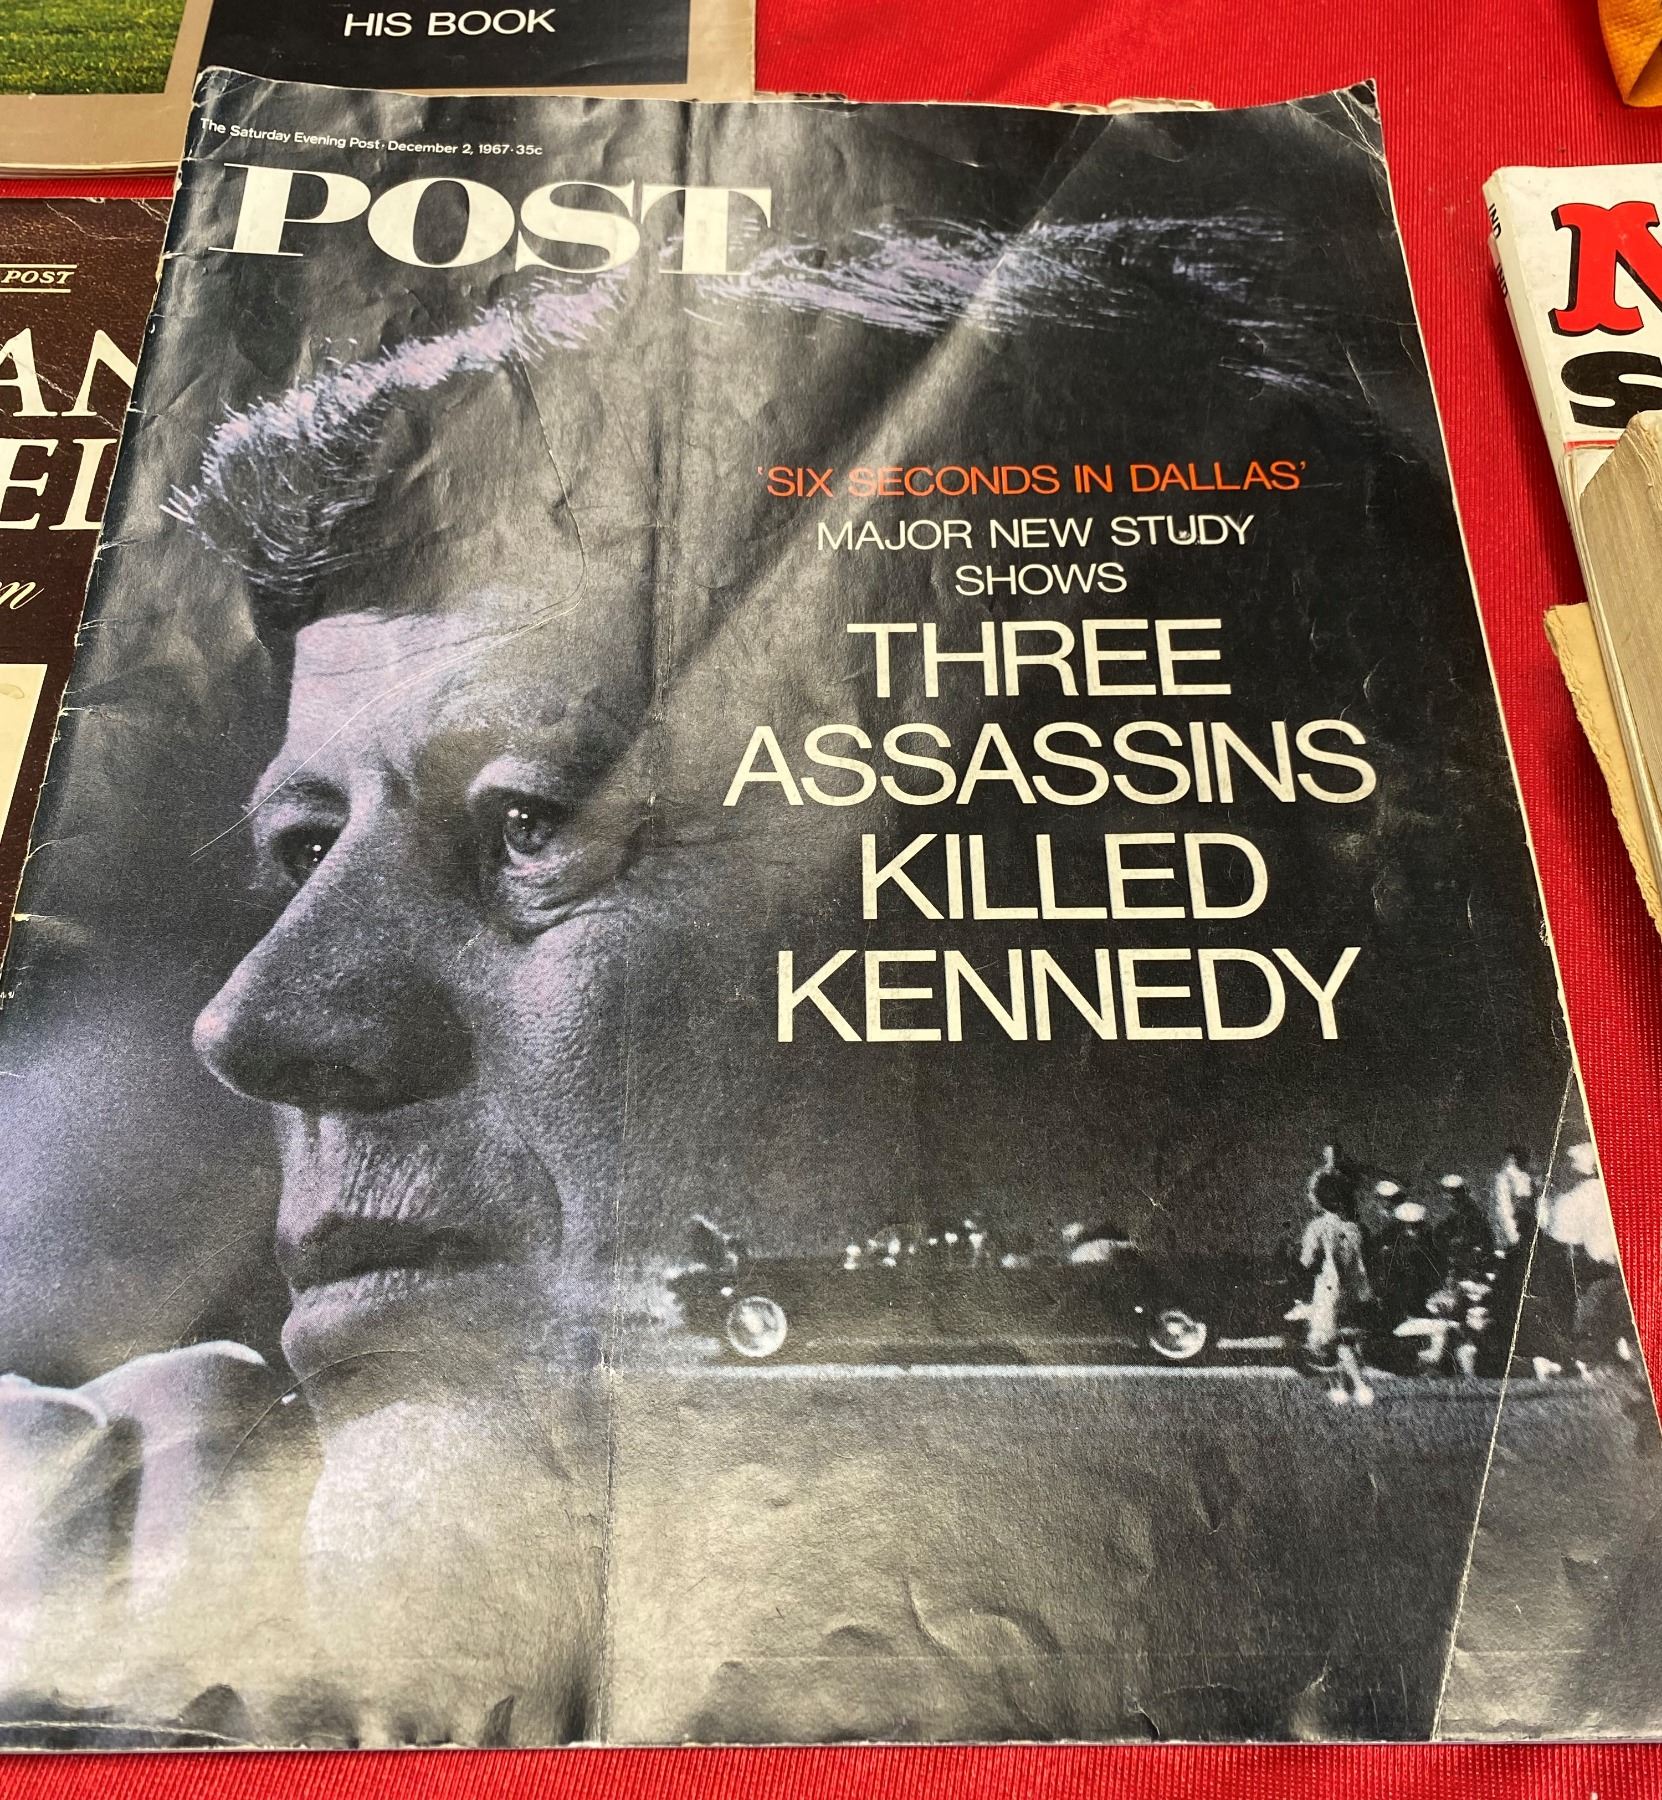 HIS BOOK
The Saturday Evening Post · December 2, 1967 · 35c
POST
POST
'SIX SECONDS IN DALLAS'
MAJOR NEW STUDY
SHOWS
THREE
ASSASSINS
KILLED
KENNEDY